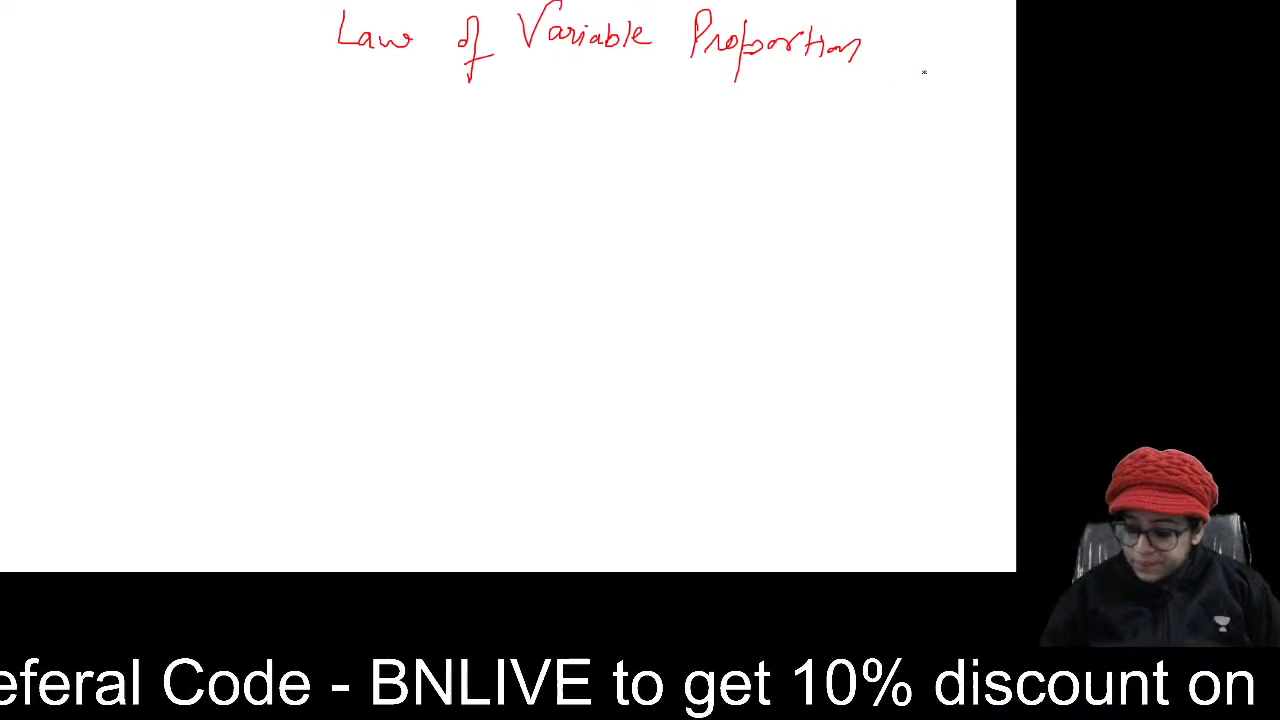 Law of Variable Proportion
eferal Code - BNLIVE to get 10% discount on